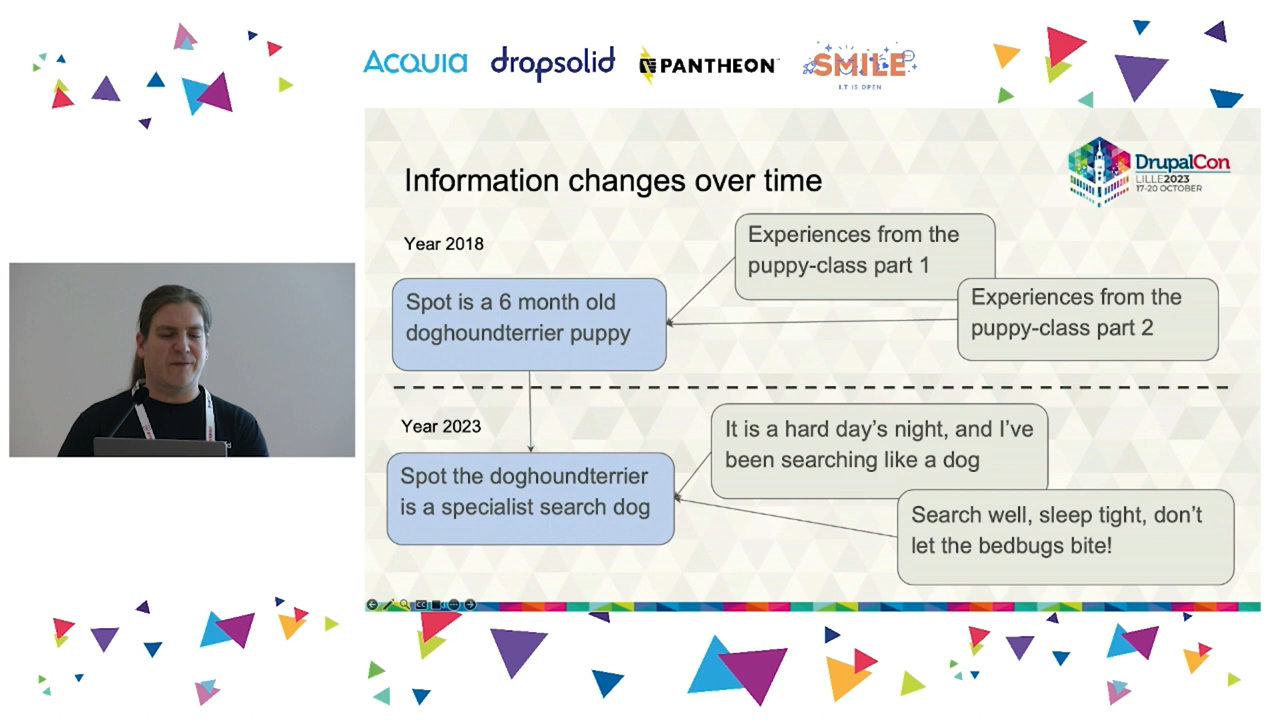 ACQUIA
dropsolid
PANTHEON
SMILE
I.T IS OPEN
DrupalCon
LILLE2023
17-20 OCTOBER
Information changes over time
Year 2018
Spot is a 6 month old
doghoundterrier puppy
Experiences from the
puppy-class part 1
Experiences from the
puppy-class part 2
Year 2023
Spot the doghoundterrier
is a specialist search dog
It is a hard day's night, and I've
been searching like a dog
Search well, sleep tight, don't
let the bedbugs bite!